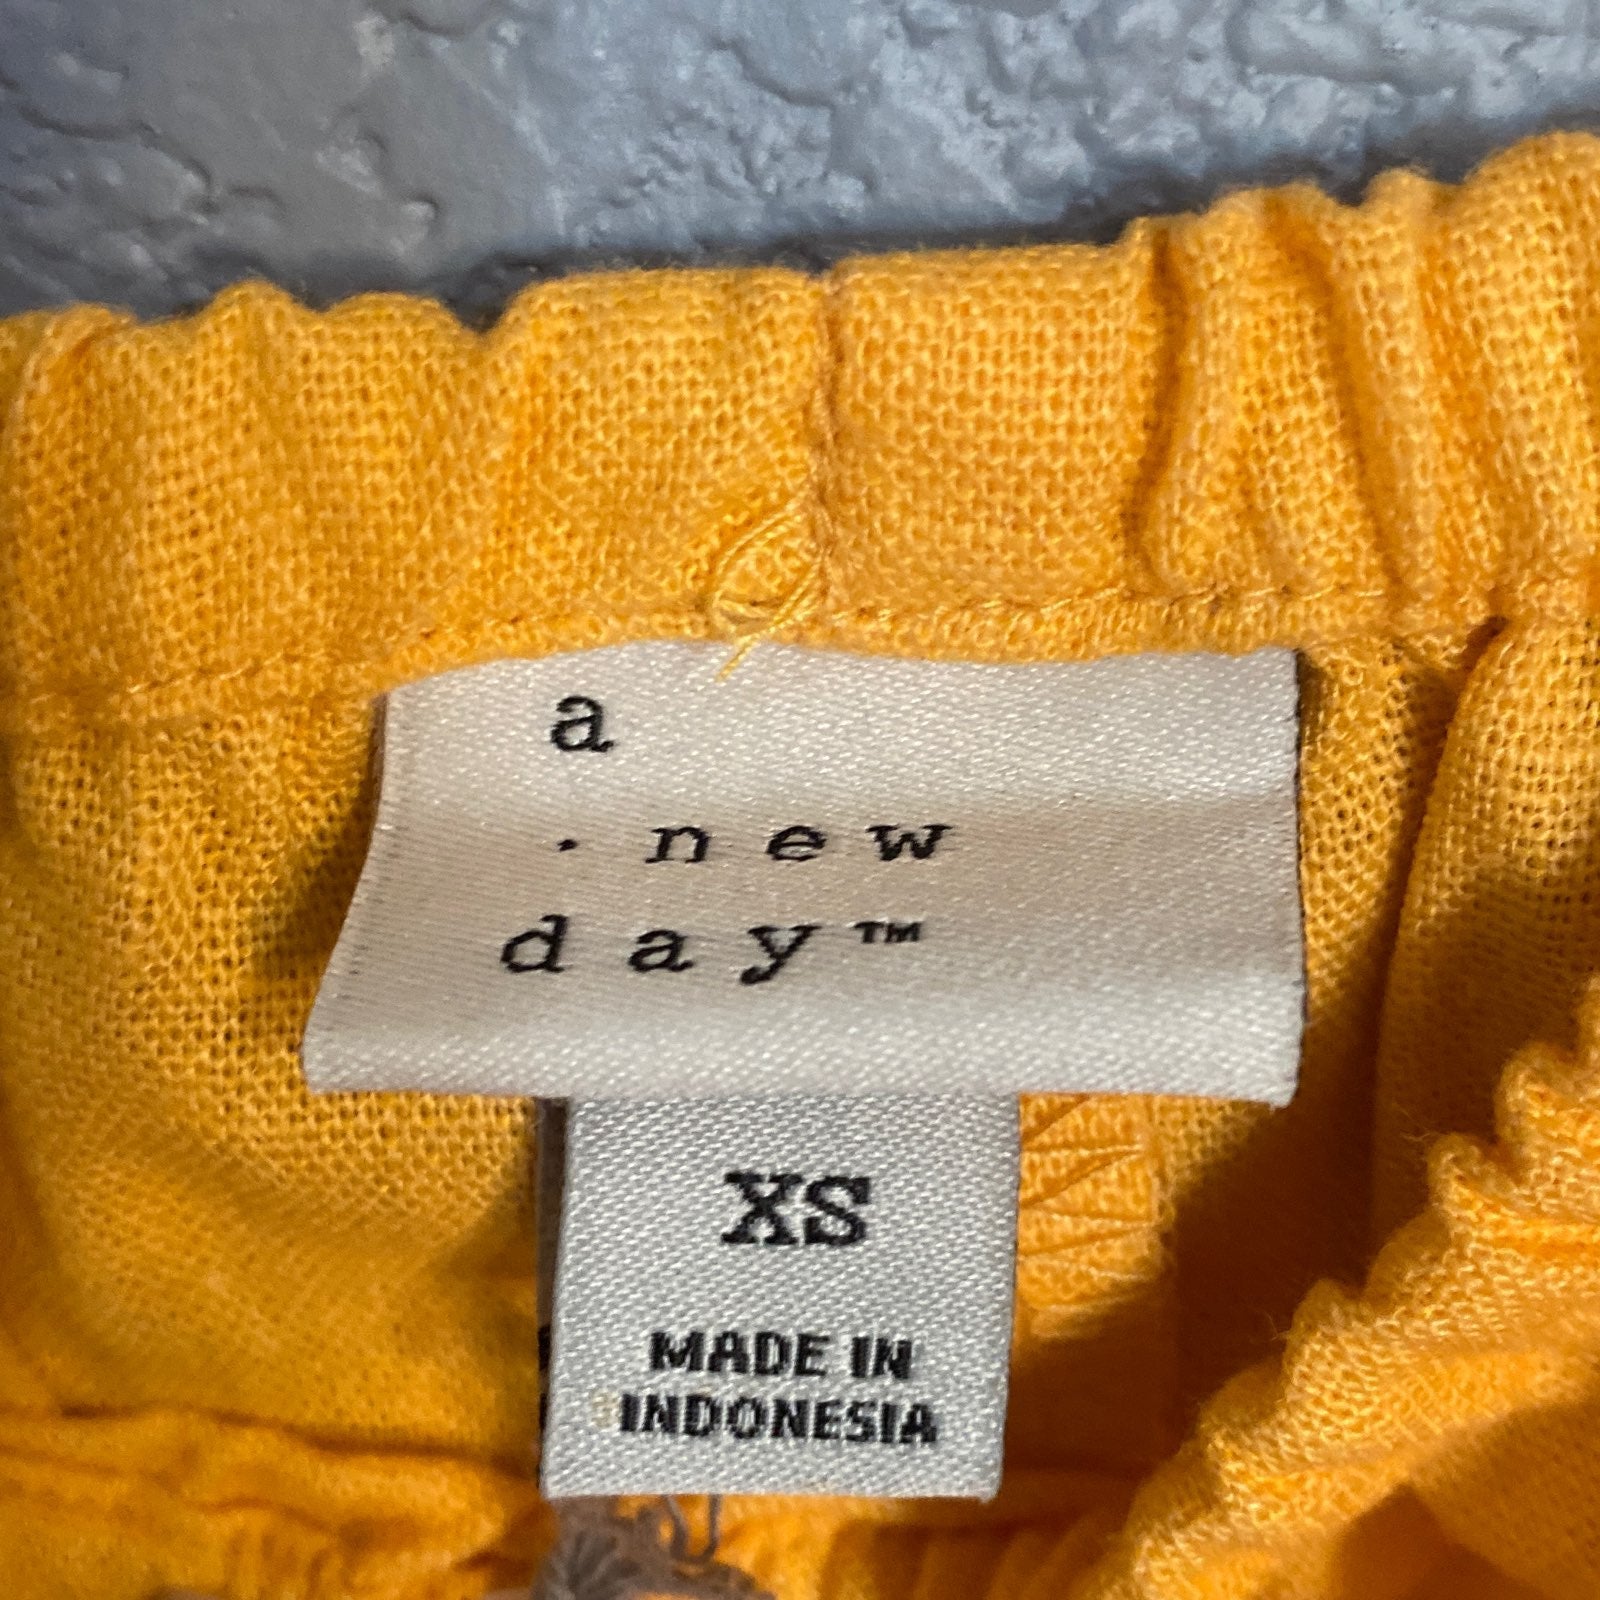 a
· new
day™
XS
MADE IN
INDONESIA